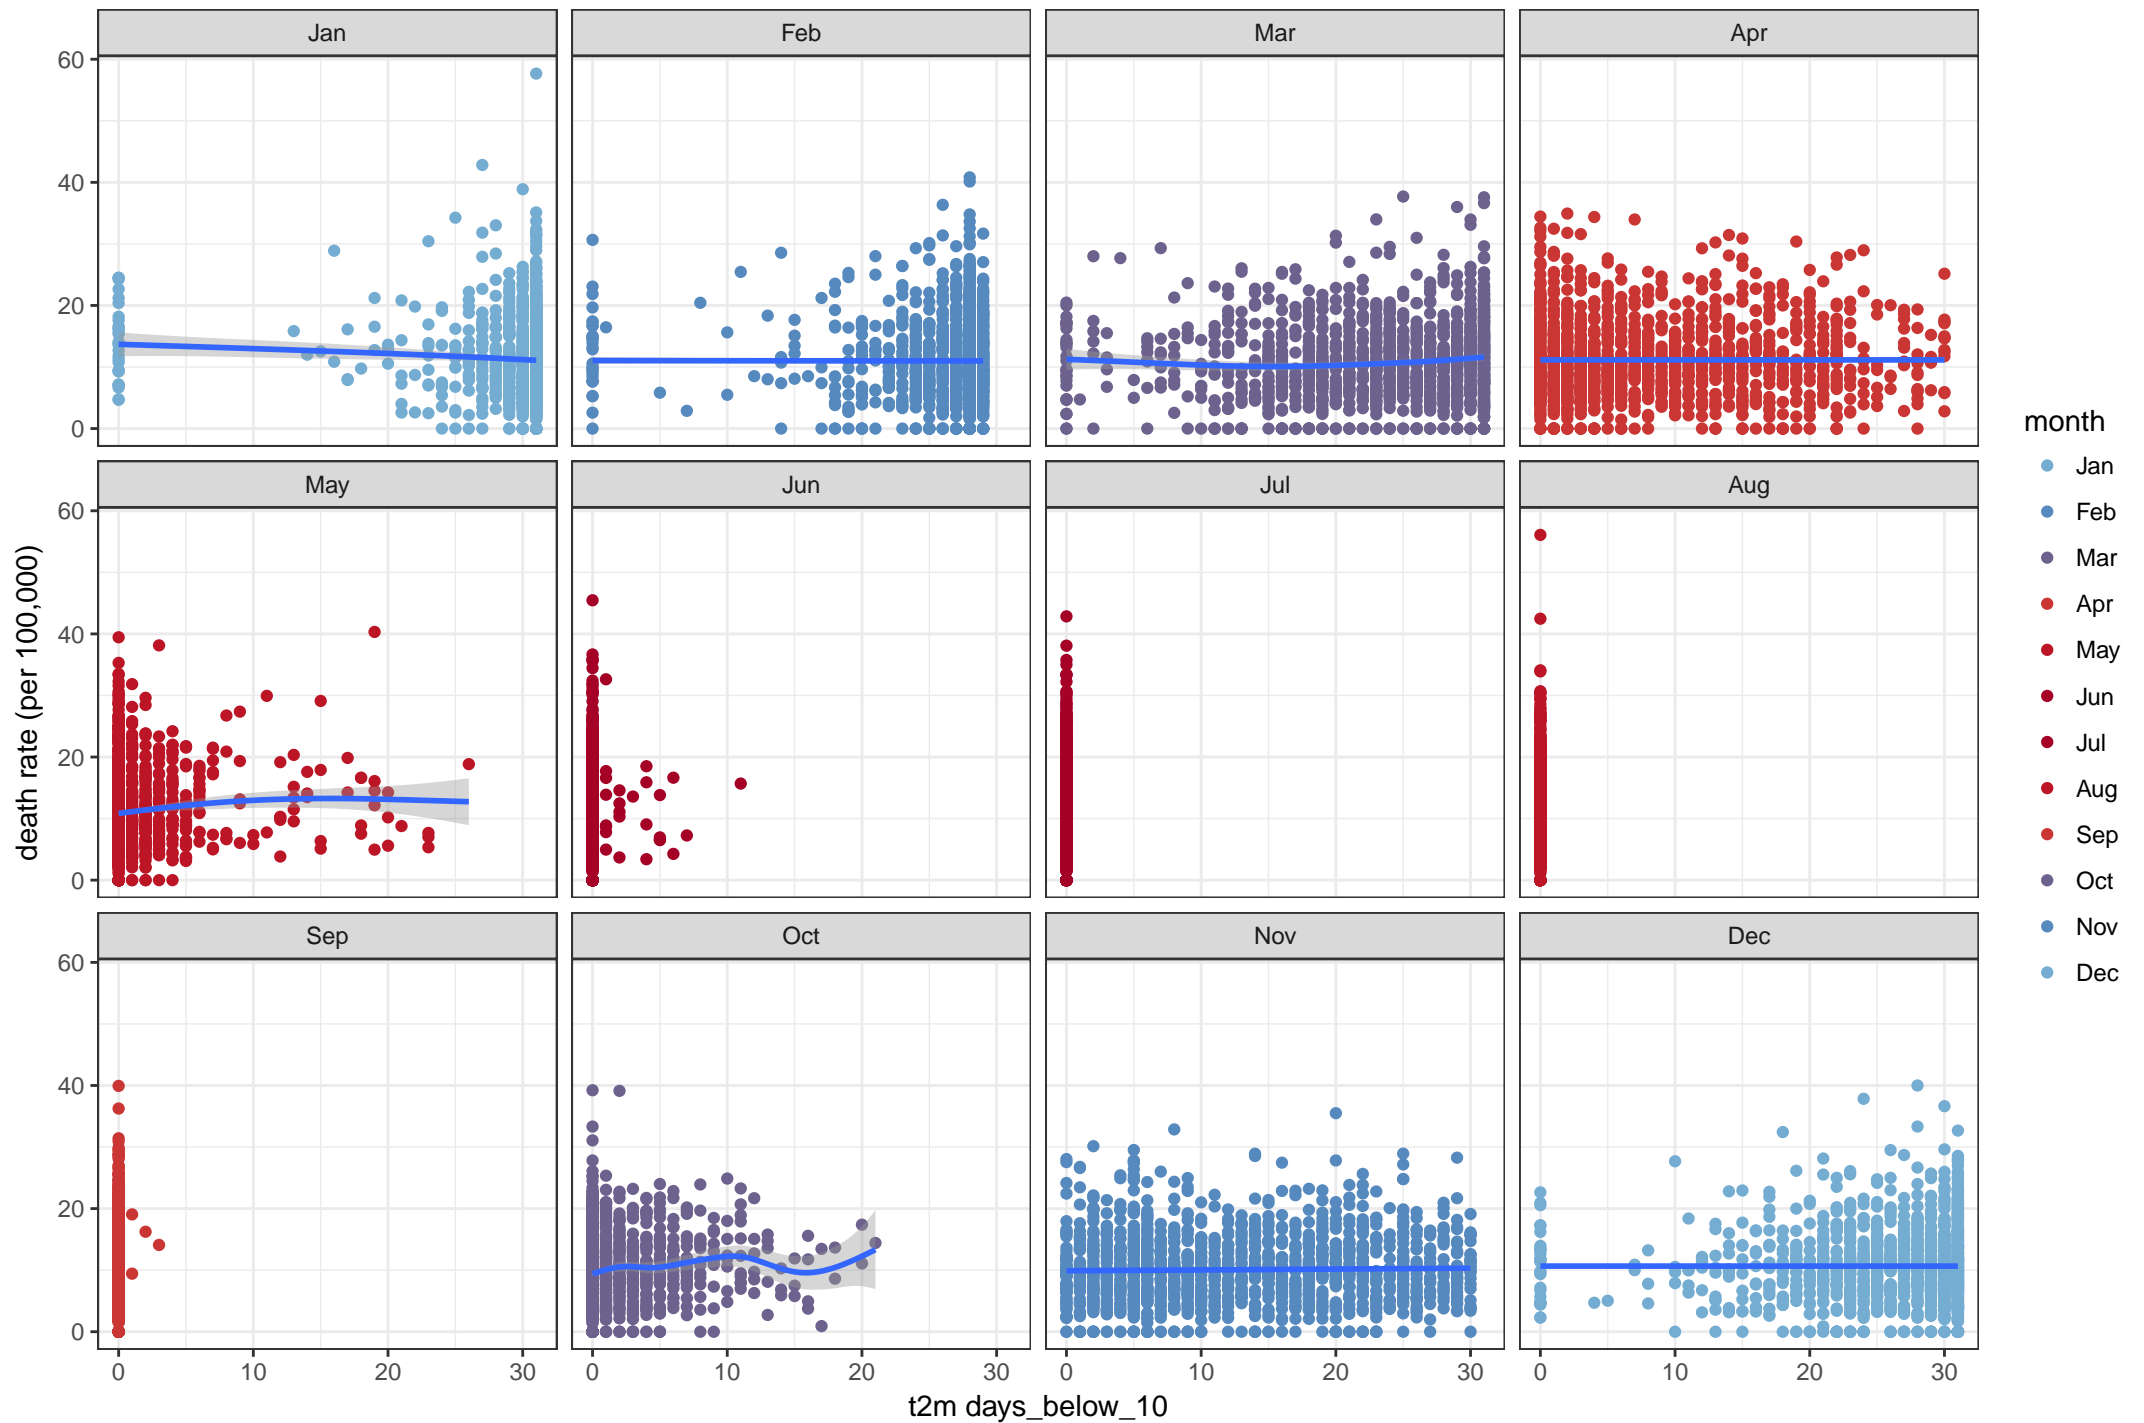 Jan Feb Mar Apr
60
40
20
0
May Jun Jul Aug
60
40
20
0
Sep Oct Nov Dec
60
40
20
0
0 10 20 30 0 10 20 30 0 10 20 30 0 10 20 30
t2m days_below_10
death rate (per 100,000)
month
Jan
Feb
Mar
Apr
May
Jun
Jul
Aug
Sep
Oct
Nov
Dec